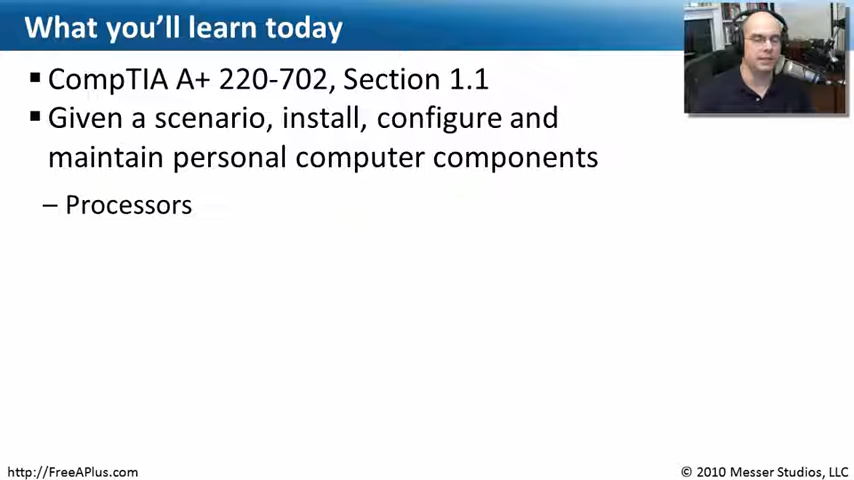 What you'll learn today
▪ CompTIA A+ 220-702, Section 1.1
▪ Given a scenario, install, configure and
maintain personal computer components
– Processors
http://FreeAPlus.com
© 2010 Messer Studios, LLC